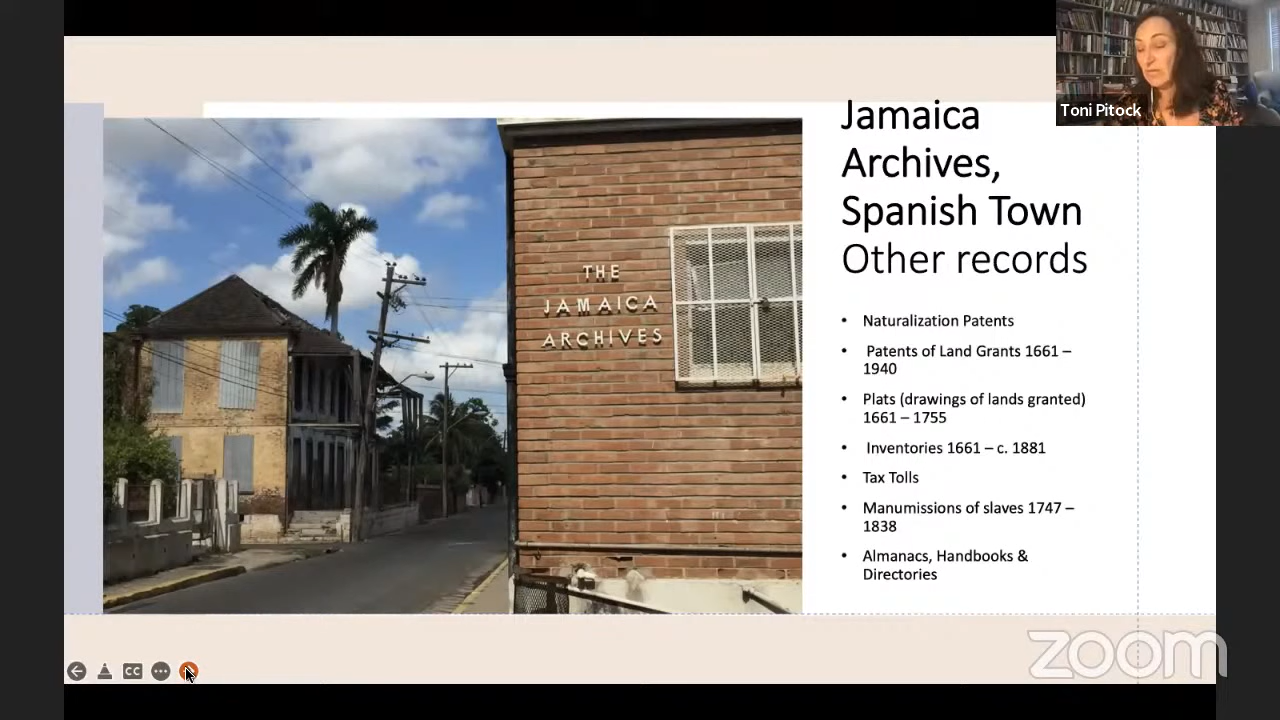 Toni Pitock
Jamaica
Archives,
Spanish Town
Other records
THE
JAMAICA
ARCHIVES
• Naturalization Patents
• Patents of Land Grants 1661 –
1940
• Plats (drawings of lands granted)
1661 – 1755
• Inventories 1661 – c. 1881
• Tax Tolls
• Manumissions of slaves 1747 –
1838
• Almanacs, Handbooks &
Directories
CC
zoom